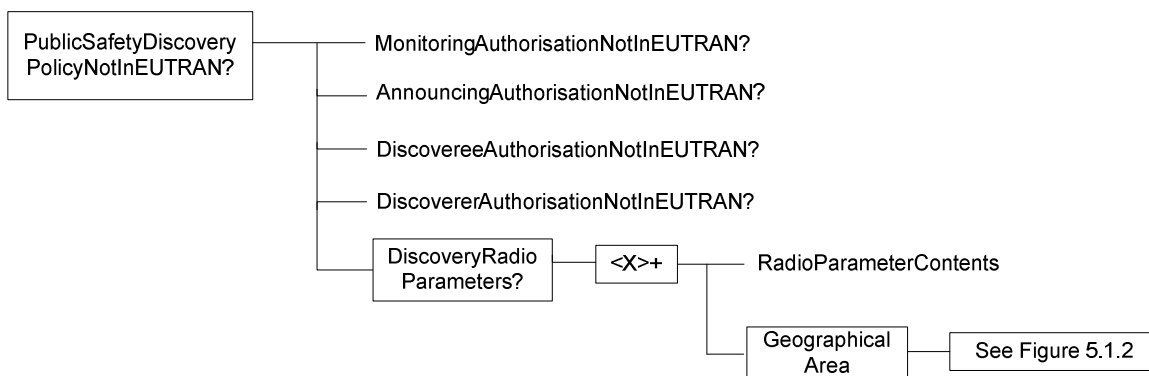 PublicSafetyDiscovery
PolicyNotInEUTRAN?
MonitoringAuthorisationNotInEUTRAN?
AnnouncingAuthorisationNotInEUTRAN?
DiscovereeAuthorisationNotInEUTRAN?
DiscovererAuthorisationNotInEUTRAN?
DiscoveryRadio
Parameters?
<X>+
RadioParameterContents
Geographical
Area
See Figure 5.1.2